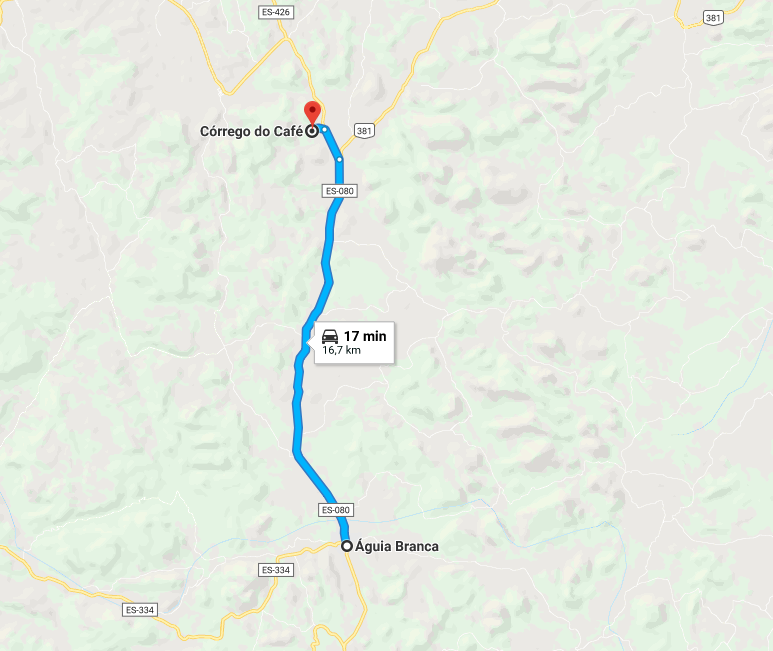 ES-426
381
Córrego do Café
381
ES-080
17 min
16,7 km
ES-080
Águia Branca
ES-334
ES-334